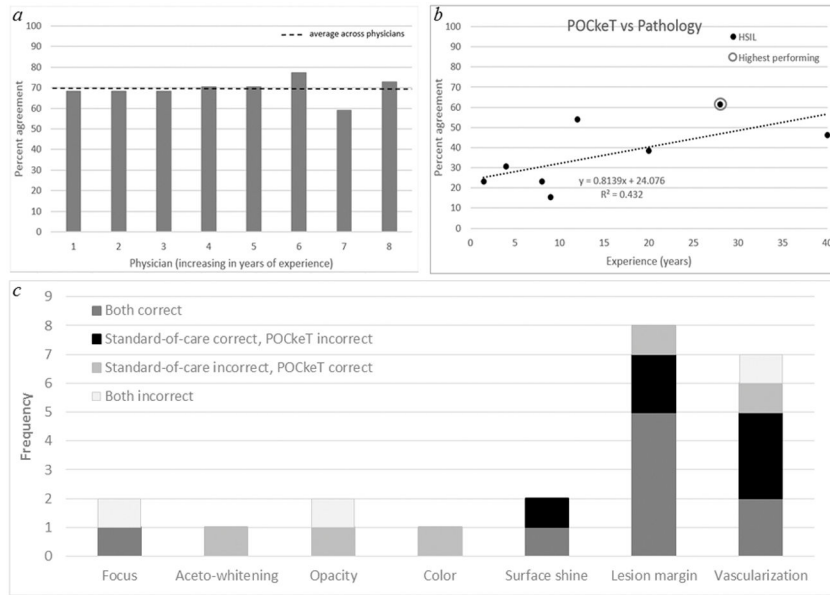 a
100
90
80
70
60
50
40
30
20
10
0
Percent agreement
average across physicians
1 2 3 4 5 6 7 8
Physician (increasing in years of experience)
b
POCkeT vs Pathology
HSIL
Highest performing
100
90
80
70
60
50
40
30
20
10
0
Percent agreement
y = 0.8139x + 24.076
R² = 0.432
0 5 10 15 20 25 30 35 40
Experience (years)
c
9
8
7
6
5
4
3
2
1
0
Frequency
Both correct
Standard-of-care correct, POCkeT incorrect
Standard-of-care incorrect, POCkeT correct
Both incorrect
Focus Aceto-whitening Opacity Color Surface shine Lesion margin Vascularization